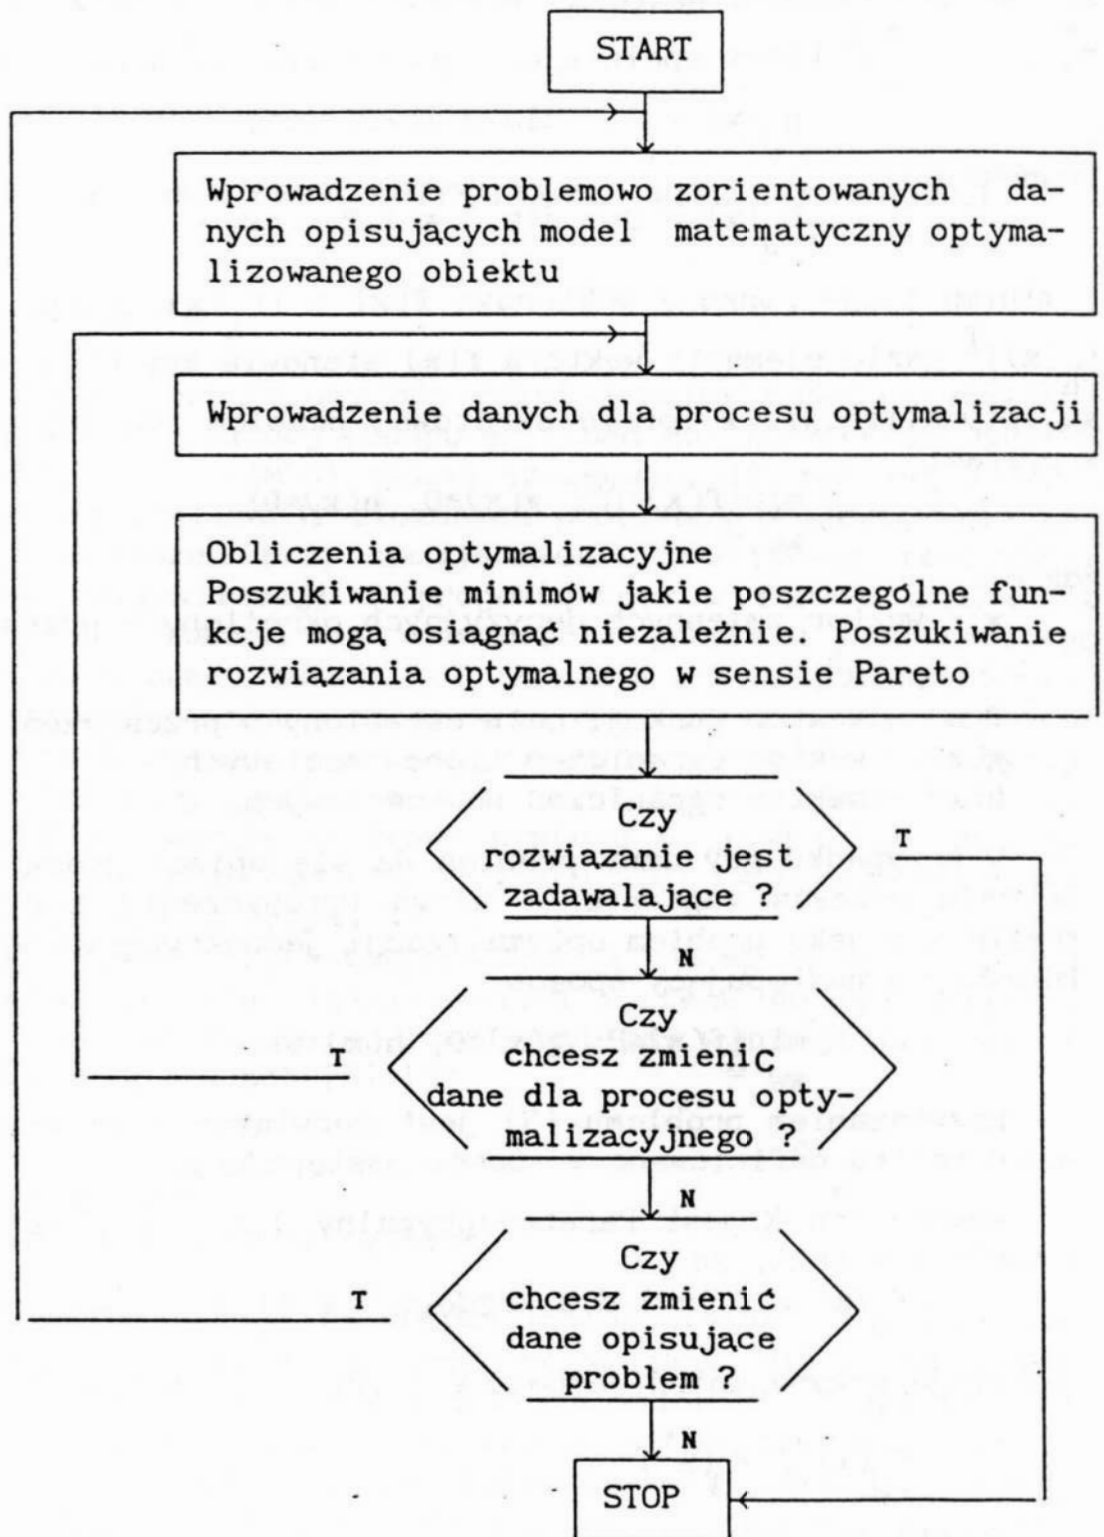 START
Wprowadzenie problemowo zorientowanych da-
nych opisujących model matematyczny optyma-
lizowanego obiektu
Wprowadzenie danych dla procesu optymalizacji
Obliczenia optymalizacyjne
Poszukiwanie minimów jakie poszczególne fun-
kcje mogą osiągnąć niezależnie. Poszukiwanie
rozwiązania optymalnego w sensie Pareto
Czy
rozwiązanie jest
zadawalające ?
T
N
Czy
chcesz zmienić
dane dla procesu opty-
malizacyjnego ?
T
N
Czy
chcesz zmienić
dane opisujące
problem ?
T
N
STOP